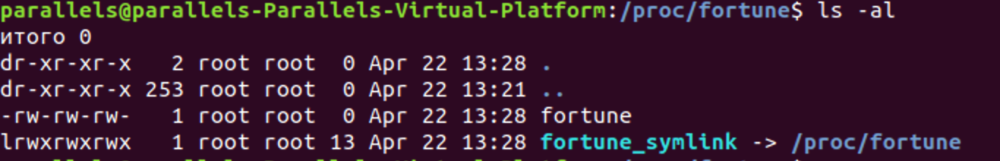 parallels@parallels-Parallels-Virtual-Platform:/proc/fortune$ ls -al
итого 0
dr-xr-xr-x   2 root root  0 Apr 22 13:28 .
dr-xr-xr-x 253 root root  0 Apr 22 13:21 ..
-rw-rw-rw-   1 root root  0 Apr 22 13:28 fortune
lrwxrwxrwx   1 root root 13 Apr 22 13:28 fortune_symlink -> /proc/fortune